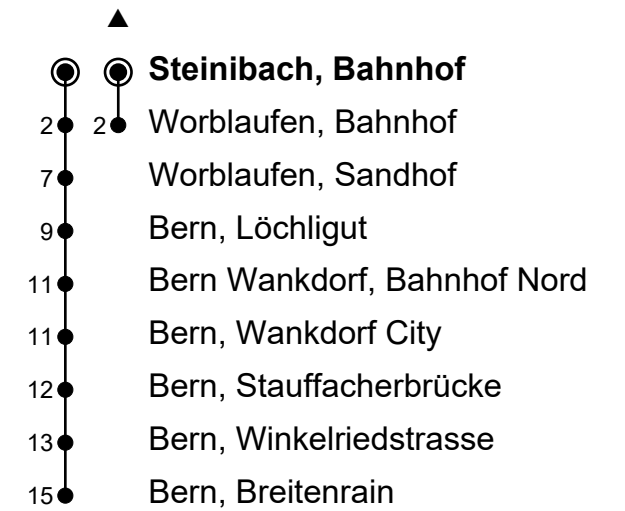 ▲
Steinibach, Bahnhof
2 2 Worblaufen, Bahnhof
7 Worblaufen, Sandhof
9 Bern, Löchligut
11 Bern Wankdorf, Bahnhof Nord
11 Bern, Wankdorf City
12 Bern, Stauffacherbrücke
13 Bern, Winkelriedstrasse
15 Bern, Breitenrain